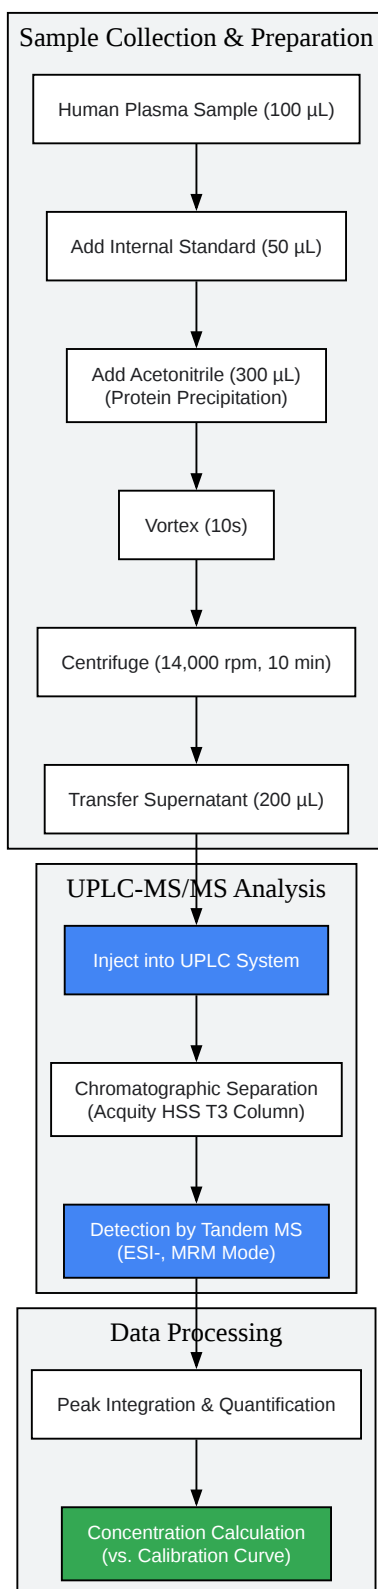 Sample Collection & Preparation
Human Plasma Sample (100 µL)
Add Internal Standard (50 µL)
Add Acetonitrile (300 µL)
(Protein Precipitation)
Vortex (10s)
Centrifuge (14,000 rpm, 10 min)
Transfer Supernatant (200 µL)
UPLC-MS/MS Analysis
Inject into UPLC System
Chromatographic Separation
(Acquity HSS T3 Column)
Detection by Tandem MS
(ESI-, MRM Mode)
Data Processing
Peak Integration & Quantification
Concentration Calculation
(vs. Calibration Curve)